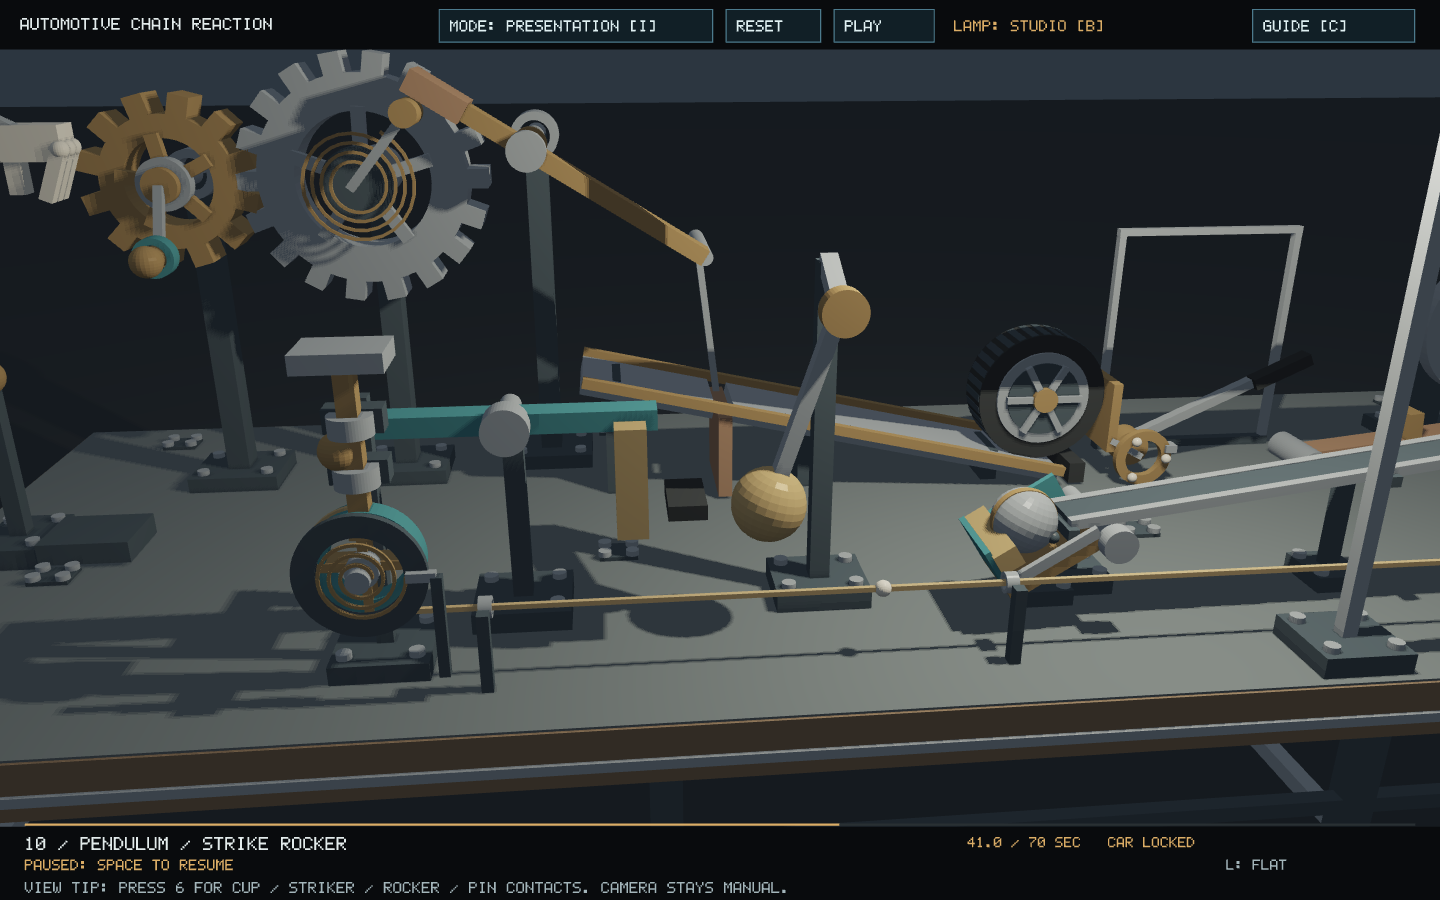 AUTOMOTIVE CHAIN REACTION
MODE: PRESENTATION [I]
RESET
PLAY
LAMP: STUDIO [B]
GUIDE [C]
10 / PENDULUM / STRIKE ROCKER
41.0 / 70 SEC CAR LOCKED
PAUSED: SPACE TO RESUME
L: FLAT
VIEW TIP: PRESS 6 FOR CUP / STRIKER / ROCKER / PIN CONTACTS. CAMERA STAYS MANUAL.